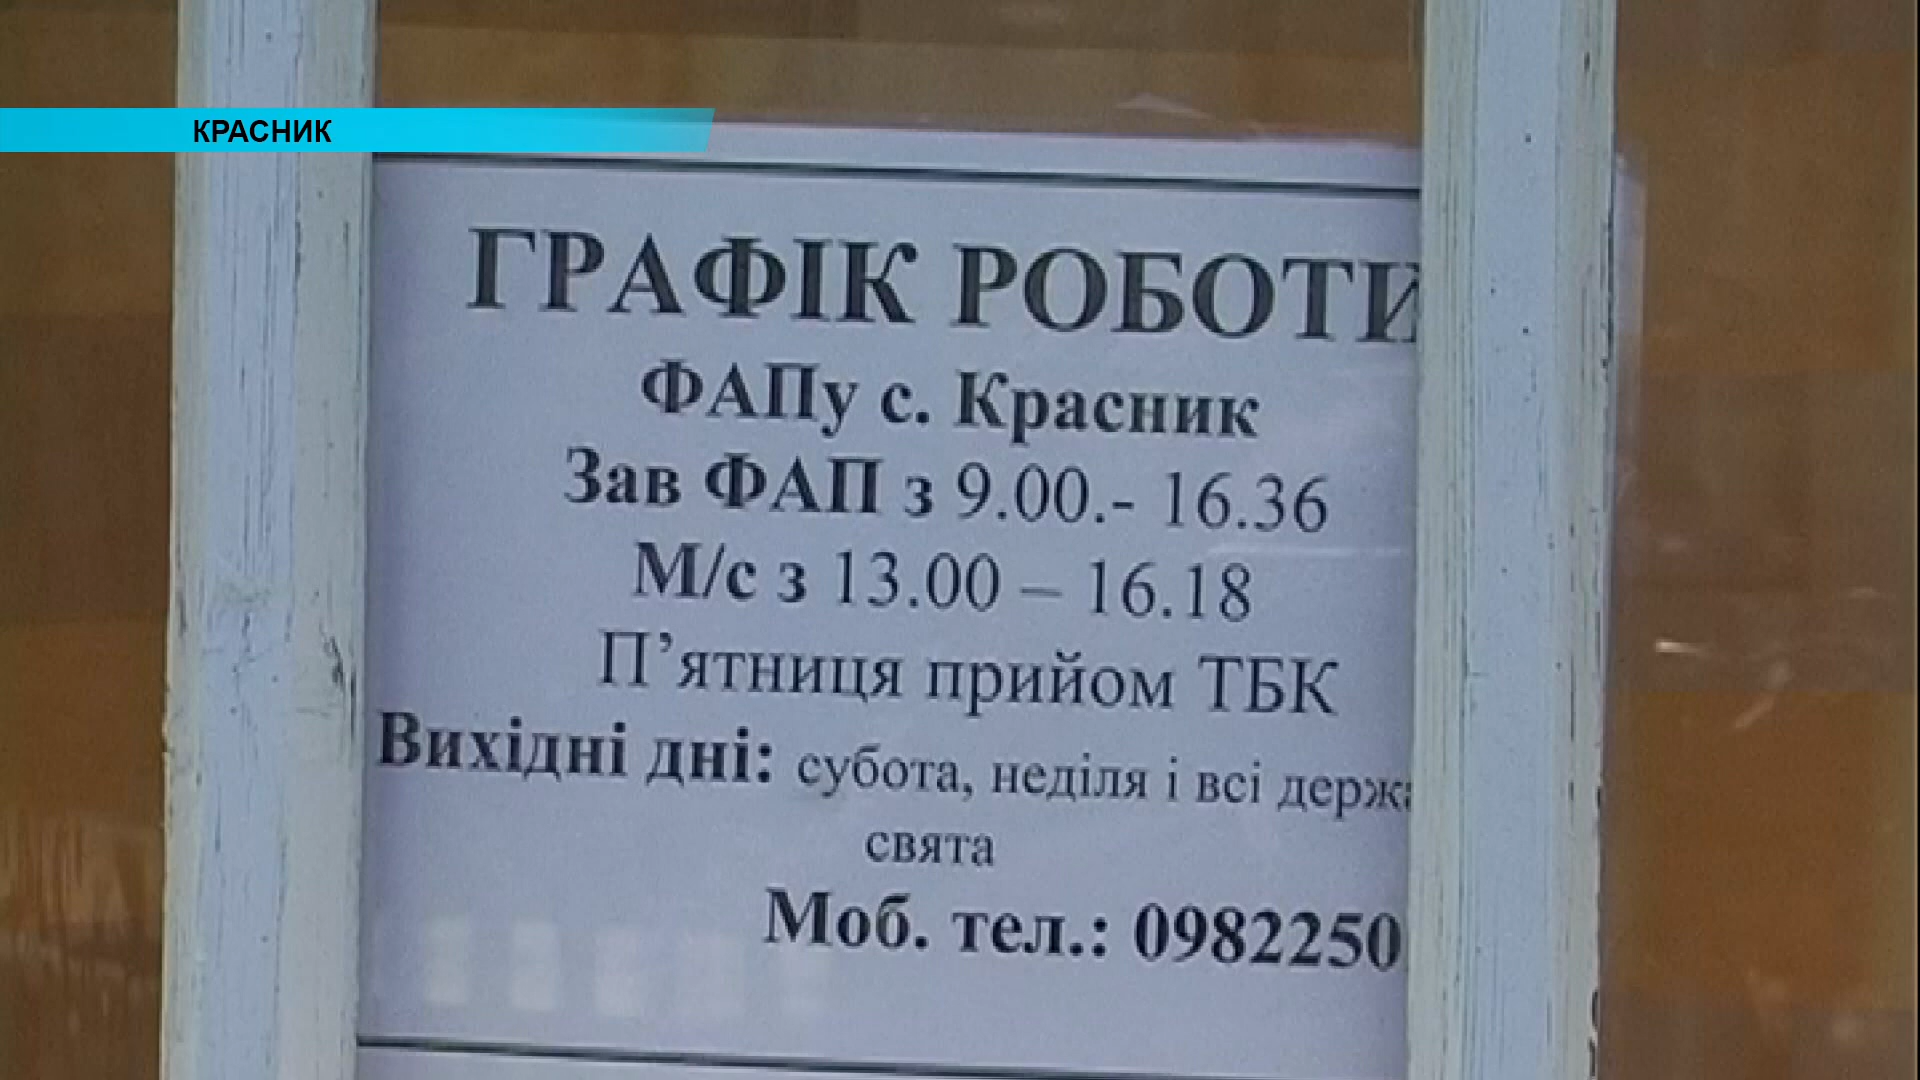 КРАСНИК
ГРАФІК РОБОТИ
ФАПу с. Красник
Зав ФАП з 9.00.- 16.36
М/с з 13.00 – 16.18
П’ятниця прийом ТБК
Вихідні дні: субота, неділя і всі держа
свята
Моб. тел.: 0982250